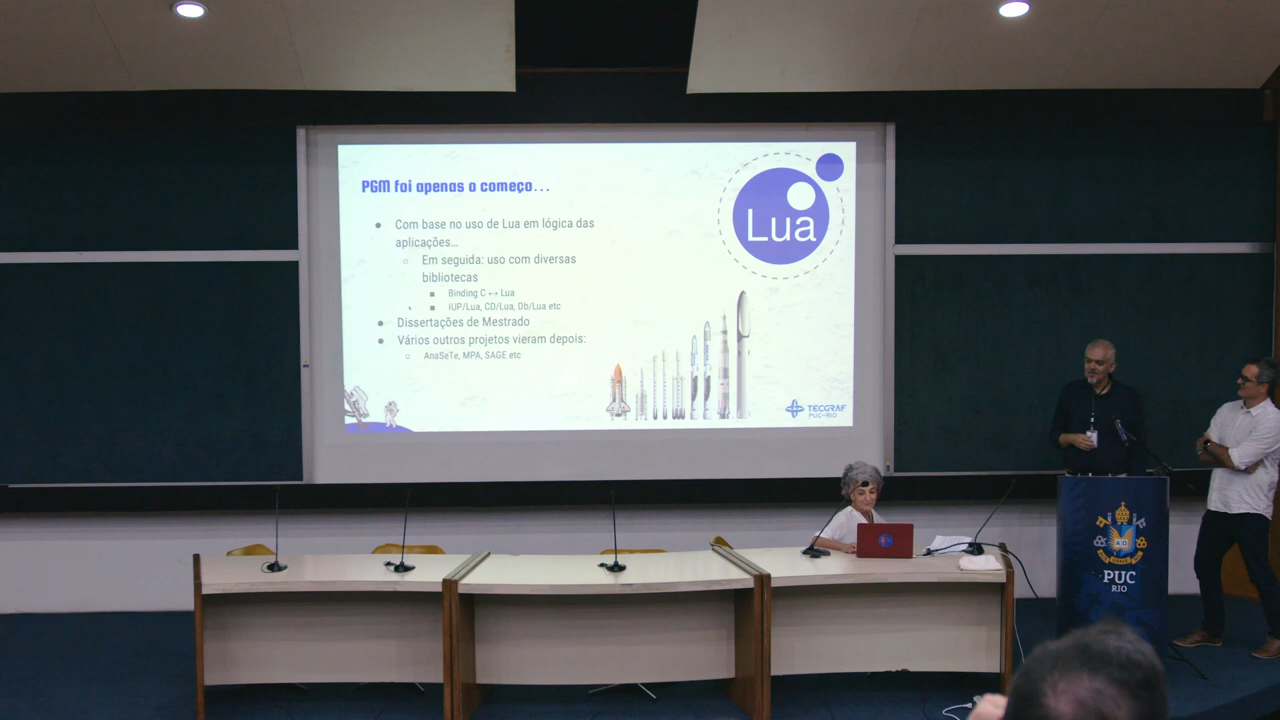 PGM foi apenas o começo...
Com base no uso de Lua em lógica das
aplicações...
Em seguida: uso com diversas
bibliotecas
Binding C ↔ Lua
IUP/Lua, CD/Lua, Db/Lua etc
Dissertações de Mestrado
Vários outros projetos vieram depois:
AnaSeTe, MPA, SAGE etc
Lua
TECGRAF
PUC-RIO
PUC
RIO